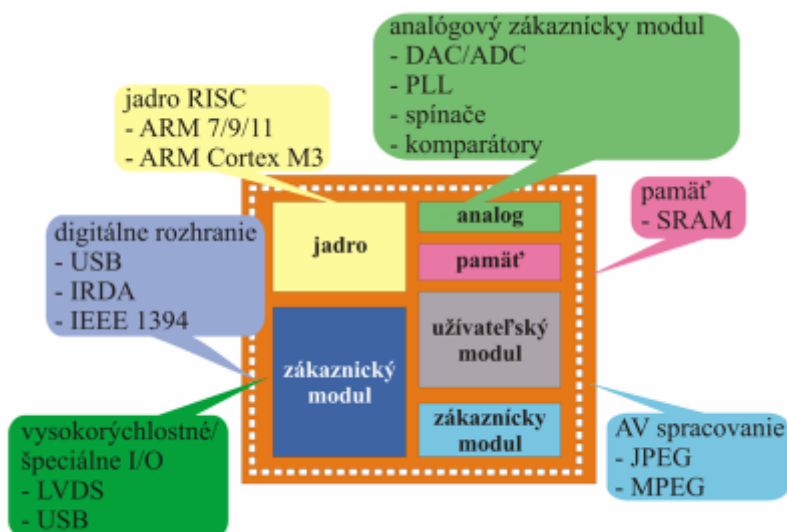 analógový zákaznícky modul
- DAC/ADC
- PLL
- spínače
- komparátory
jadro RISC
- ARM 7/9/11
- ARM Cortex M3
pamäť
- SRAM
digitálne rozhranie
- USB
- IRDA
- IEEE 1394
jadro
analog
pamäť
užívateľský
modul
zákaznický
modul
zákaznícky
modul
vysokorýchlostné/
špeciálne I/O
- LVDS
- USB
AV spracovanie
- JPEG
- MPEG